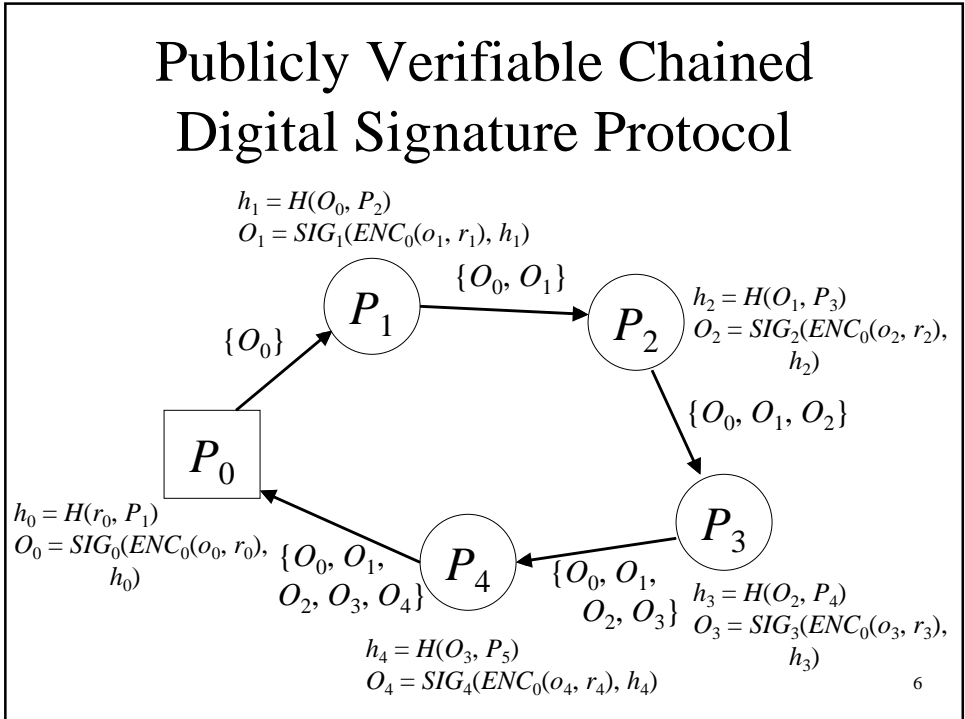 Publicly Verifiable Chained
Digital Signature Protocol
h₁ = H(O₀, P₂)
O₁ = SIG₁(ENC₀(o₁, r₁), h₁)
{O₀, O₁}
P₁
P₂
h₂ = H(O₁, P₃)
O₂ = SIG₂(ENC₀(o₂, r₂),
h₂)
{O₀}
{O₀, O₁, O₂}
P₀
h₀ = H(r₀, P₁)
O₀ = SIG₀(ENC₀(o₀, r₀),
h₀)
{O₀, O₁,
O₂, O₃, O₄}
P₄
{O₀, O₁,
O₂, O₃}
P₃
h₃ = H(O₂, P₄)
O₃ = SIG₃(ENC₀(o₃, r₃),
h₃)
h₄ = H(O₃, P₅)
O₄ = SIG₄(ENC₀(o₄, r₄), h₄)
6